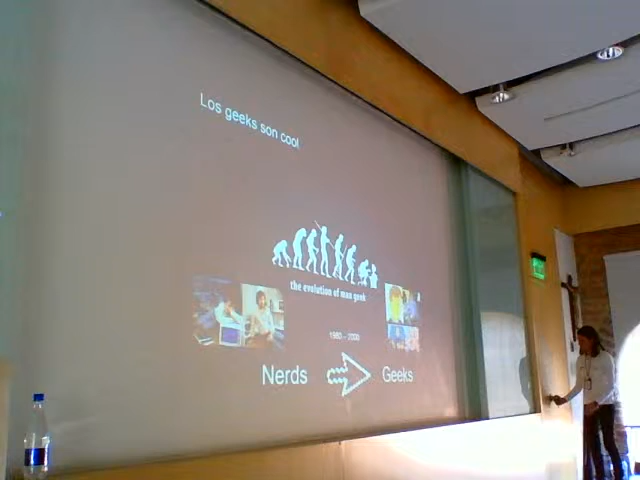 Los geeks son cool
the evolution of man geek
1980 - 2000
Nerds
Geeks